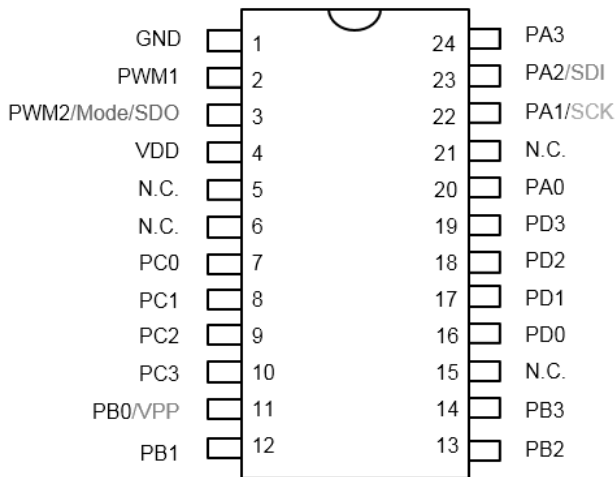 GND 1 24 PA3
PWM1 2 23 PA2/SDI
PWM2/Mode/SDO 3 22 PA1/SCK
VDD 4 21 N.C.
N.C. 5 20 PA0
N.C. 6 19 PD3
PC0 7 18 PD2
PC1 8 17 PD1
PC2 9 16 PD0
PC3 10 15 N.C.
PB0/VPP 11 14 PB3
PB1 12 13 PB2